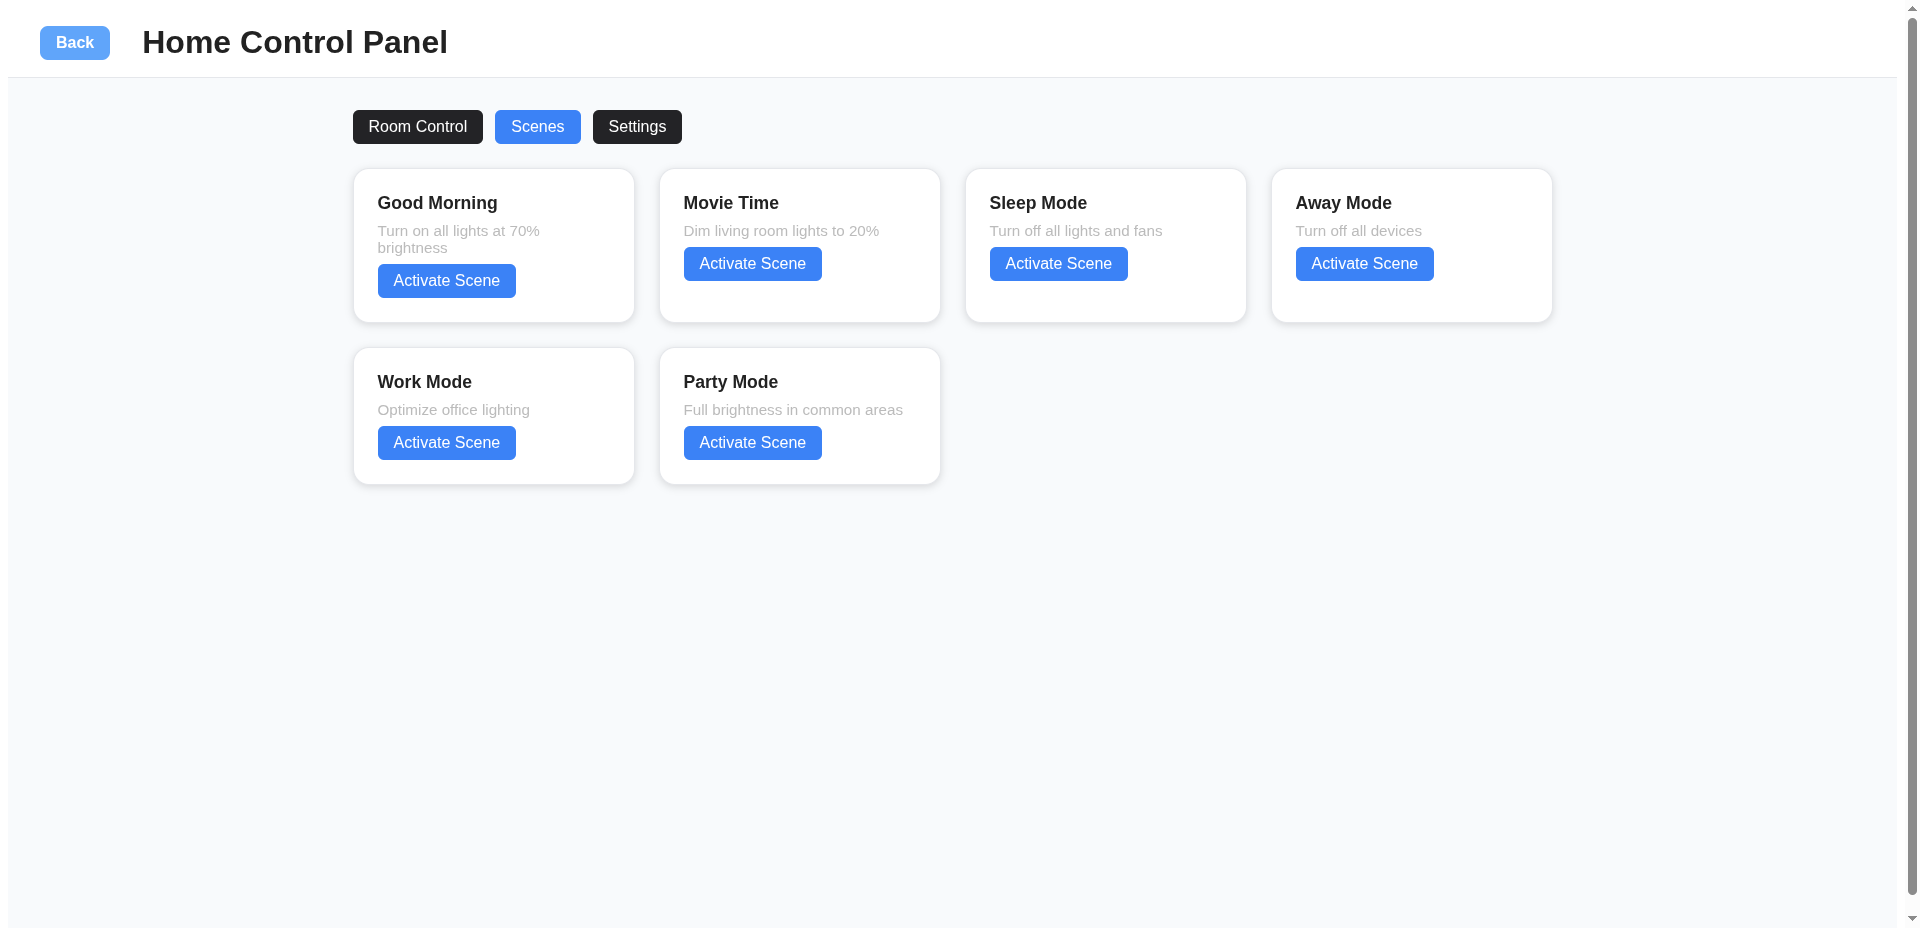 Back
Home Control Panel
Room Control
Scenes
Settings
Good Morning
Turn on all lights at 70%
brightness
Activate Scene
Movie Time
Dim living room lights to 20%
Activate Scene
Sleep Mode
Turn off all lights and fans
Activate Scene
Away Mode
Turn off all devices
Activate Scene
Work Mode
Optimize office lighting
Activate Scene
Party Mode
Full brightness in common areas
Activate Scene